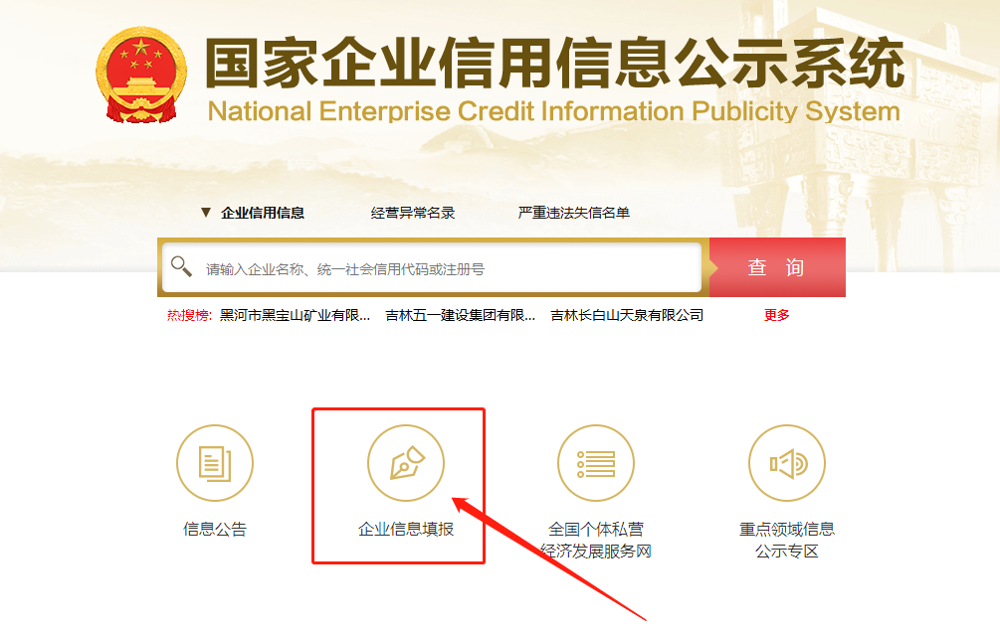 国家企业信用信息公示系统
National Enterprise Credit Information Publicity System
▼ 企业信用信息 经营异常名录 严重违法失信名单
请输入企业名称、统一社会信用代码或注册号 查 询
热搜榜: 黑河市黑宝山矿业有限... 吉林五一建设集团有限... 吉林长白山天泉有限公司 更多
信息公告
企业信息填报
全国个体私营
经济发展服务网
重点领域信息
公示专区